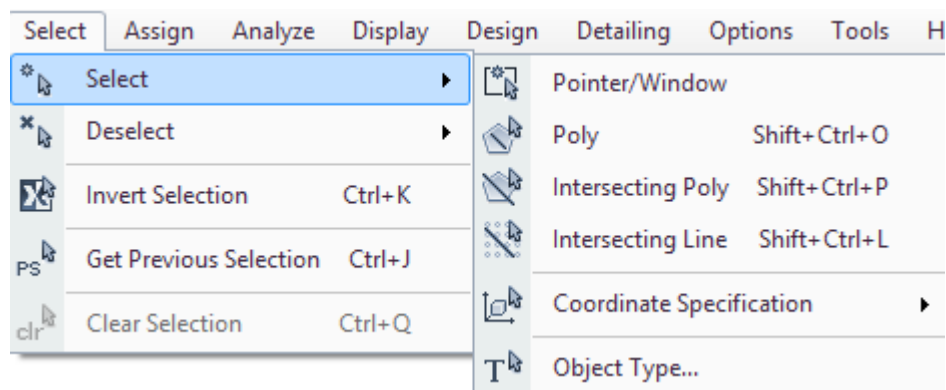 Select Assign Analyze Display Design Detailing Options Tools H
Select
Deselect
Invert Selection Ctrl+K
PS Get Previous Selection Ctrl+J
clr Clear Selection Ctrl+Q
Pointer/Window
Poly Shift+Ctrl+O
Intersecting Poly Shift+Ctrl+P
Intersecting Line Shift+Ctrl+L
Coordinate Specification
T Object Type...